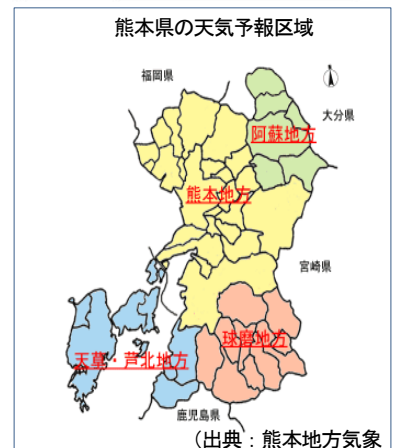 熊本県の天気予報区域
福岡県
大分県
阿蘇地方
熊本地方
宮崎県
球磨地方
天草・芦北地方
鹿児島県
(出典:熊本地方気象